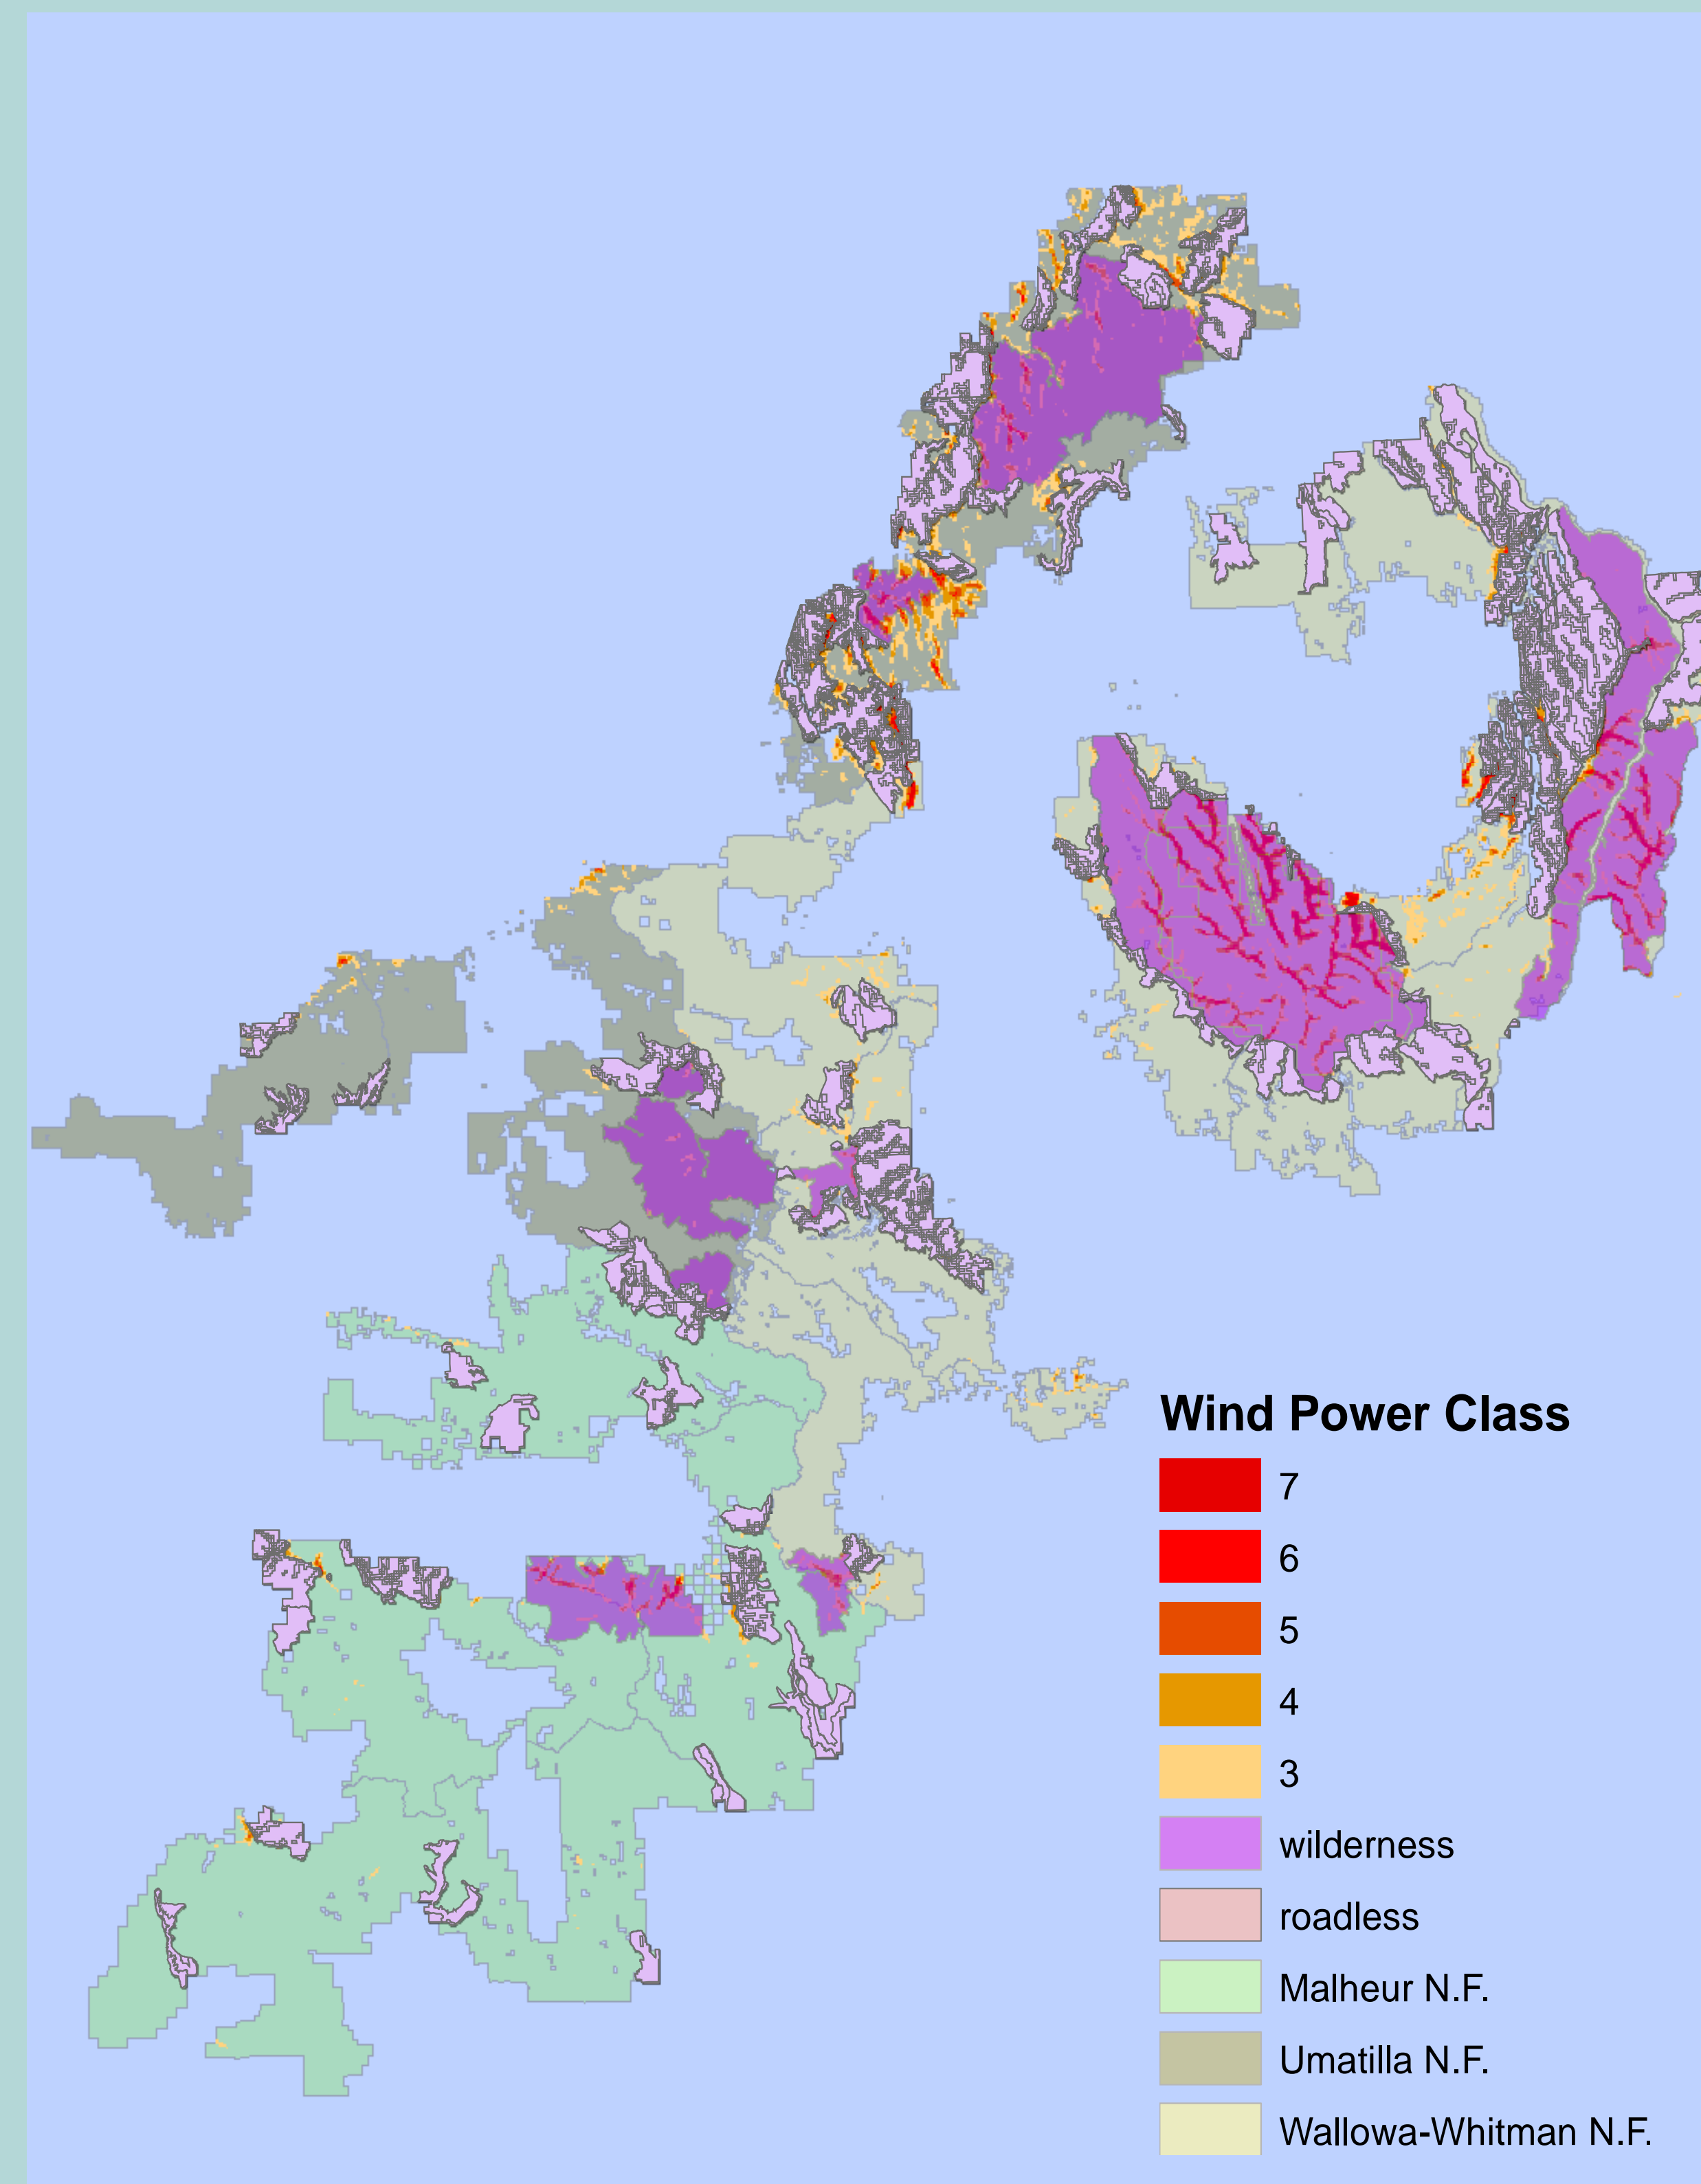 Wind Power Class
7
6
5
4
3
wilderness
roadless
Malheur N.F.
Umatilla N.F.
Wallowa-Whitman N.F.